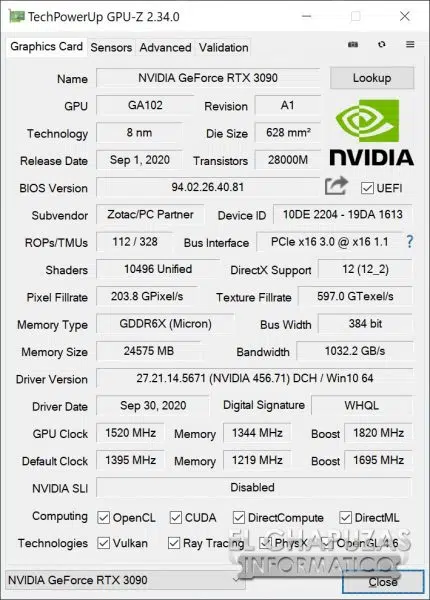 TechPowerUp GPU-Z 2.34.0
Graphics Card Sensors Advanced Validation
Name NVIDIA GeForce RTX 3090 Lookup
GPU GA102 Revision A1
Technology 8 nm Die Size 628 mm²
Release Date Sep 1, 2020 Transistors 28000M
NVIDIA
BIOS Version 94.02.26.40.81 UEFI
Subvendor Zotac/PC Partner Device ID 10DE 2204 - 19DA 1613
ROPs/TMUs 112 / 328 Bus Interface PCIe x16 3.0 @ x16 1.1 ?
Shaders 10496 Unified DirectX Support 12 (12_2)
Pixel Fillrate 203.8 GPixel/s Texture Fillrate 597.0 GTexel/s
Memory Type GDDR6X (Micron) Bus Width 384 bit
Memory Size 24575 MB Bandwidth 1032.2 GB/s
Driver Version 27.21.14.5671 (NVIDIA 456.71) DCH / Win10 64
Driver Date Sep 30, 2020 Digital Signature WHQL
GPU Clock 1520 MHz Memory 1344 MHz Boost 1820 MHz
Default Clock 1395 MHz Memory 1219 MHz Boost 1695 MHz
NVIDIA SLI Disabled
Computing OpenCL CUDA DirectCompute DirectML
Technologies Vulkan Ray Tracing PhysX OpenGL 4.6
EL CHAPUZAS
INFORMÁTICO
NVIDIA GeForce RTX 3090 Close